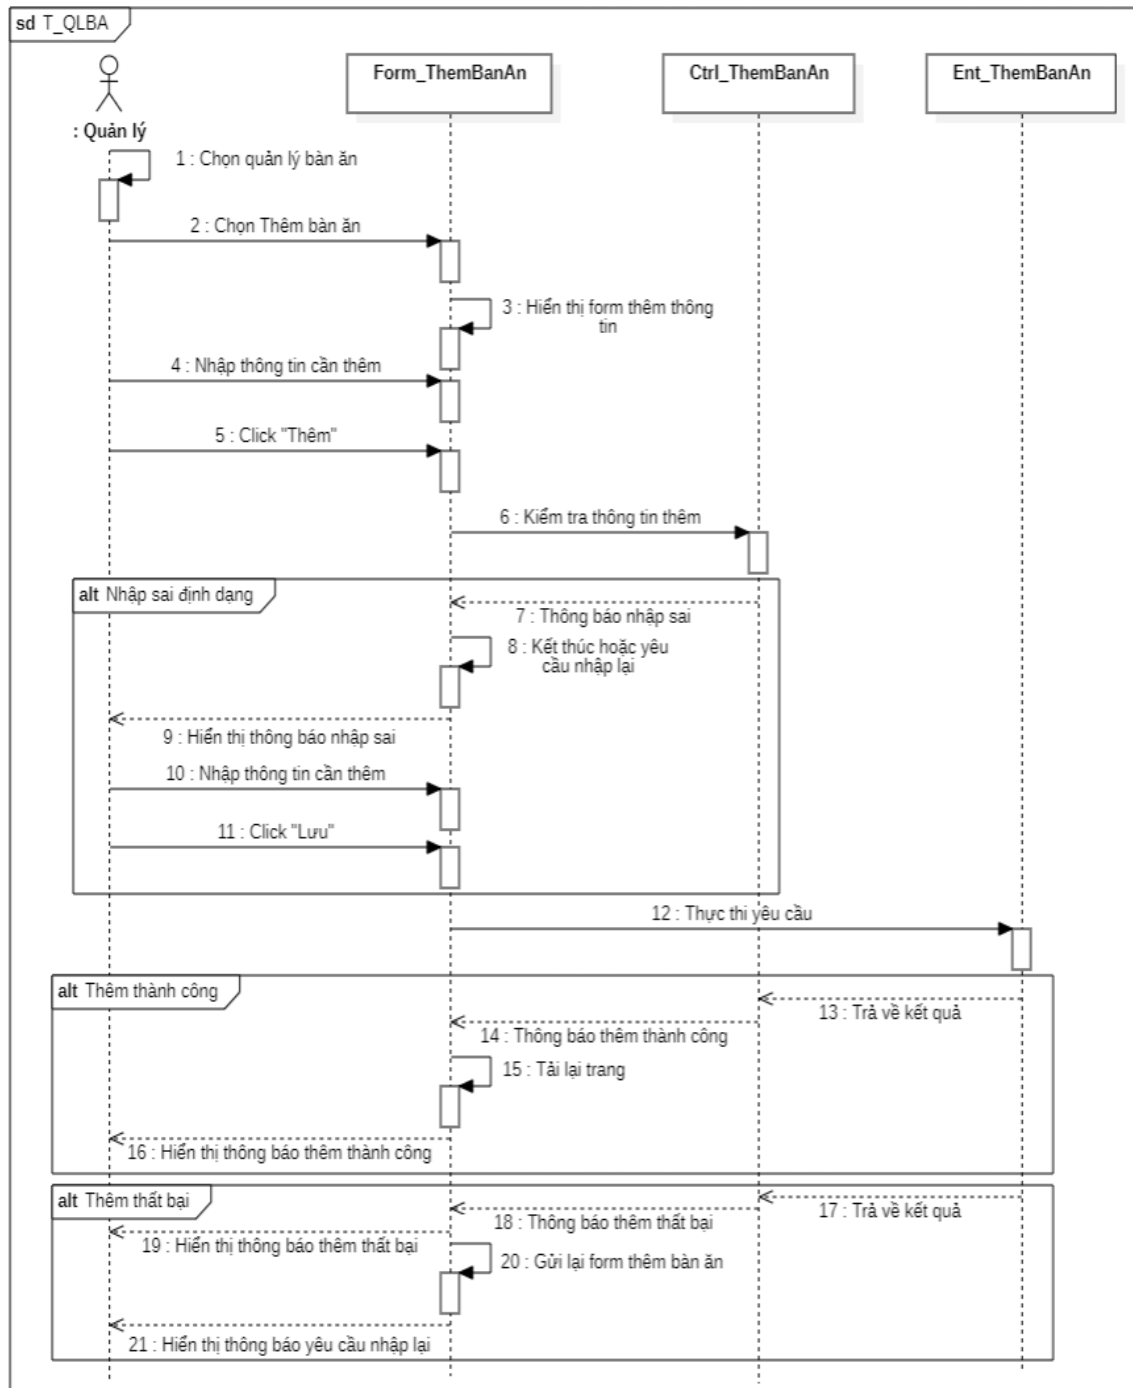 sd T_QLBA
Form_ThemBanAn
Ctrl_ThemBanAn
Ent_ThemBanAn
: Quản lý
1 : Chọn quản lý bàn ăn
2 : Chọn Thêm bàn ăn
3 : Hiển thị form thêm thông
tin
4 : Nhập thông tin cần thêm
5 : Click "Thêm"
6 : Kiểm tra thông tin thêm
alt Nhập sai định dạng
7 : Thông báo nhập sai
8 : Kết thúc hoặc yêu
cầu nhập lại
9 : Hiển thị thông báo nhập sai
10 : Nhập thông tin cần thêm
11 : Click "Lưu"
12 : Thực thi yêu cầu
alt Thêm thành công
13 : Trả về kết quả
14 : Thông báo thêm thành công
15 : Tải lại trang
16 : Hiển thị thông báo thêm thành công
alt Thêm thất bại
17 : Trả về kết quả
18 : Thông báo thêm thất bại
19 : Hiển thị thông báo thêm thất bại
20 : Gửi lại form thêm bàn ăn
21 : Hiển thị thông báo yêu cầu nhập lại